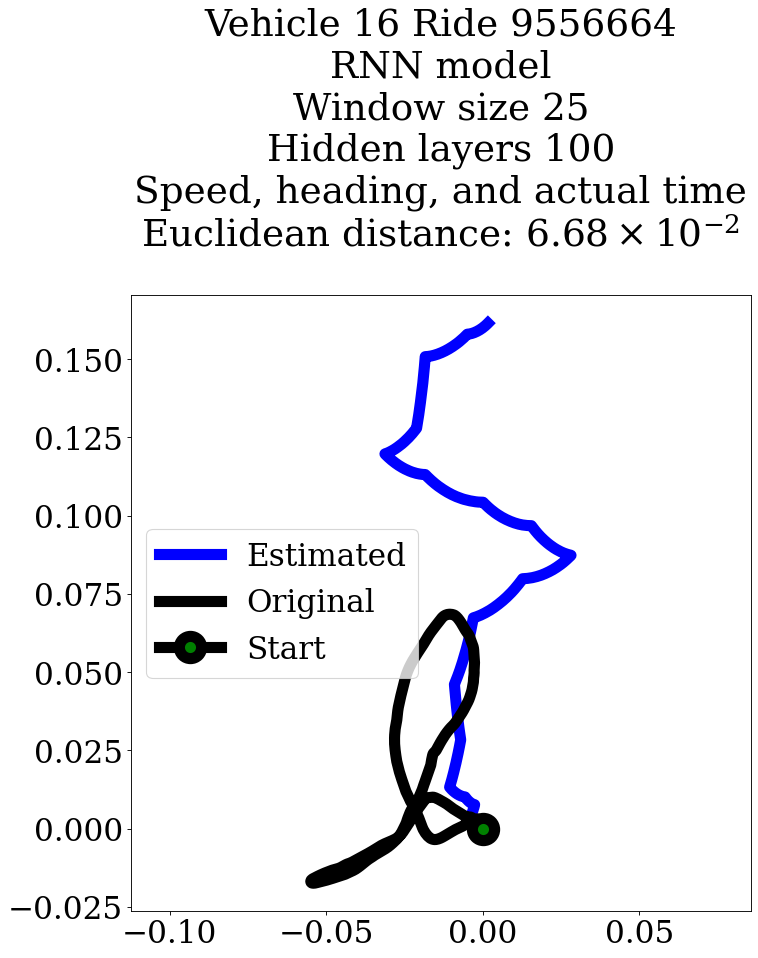 Vehicle 16 Ride 9556664
RNN model
Window size 25
Hidden layers 100
Speed, heading, and actual time
Euclidean distance: 6.68 × 10⁻²
0.150
0.125
0.100
0.075
0.050
0.025
0.000
−0.025
Estimated
Original
Start
−0.10 −0.05 0.00 0.05